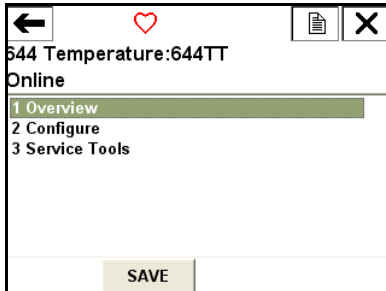 644 Temperature:644TT
Online
1 Overview
2 Configure
3 Service Tools
SAVE